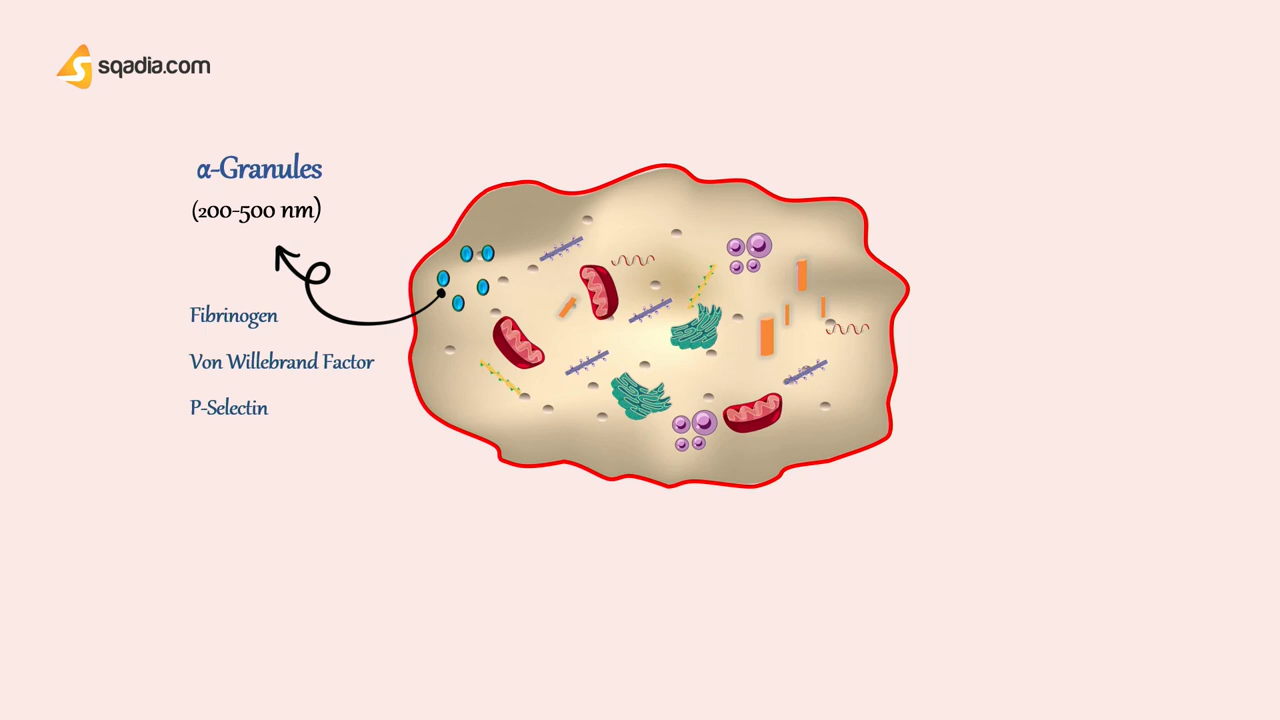 sqadia.com
α-Granules
(200-500 nm)
Fibrinogen
Von Willebrand Factor
P-Selectin